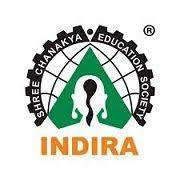 SHREE CHANAKYA EDUCATION SOCIETY
®
INDIRA